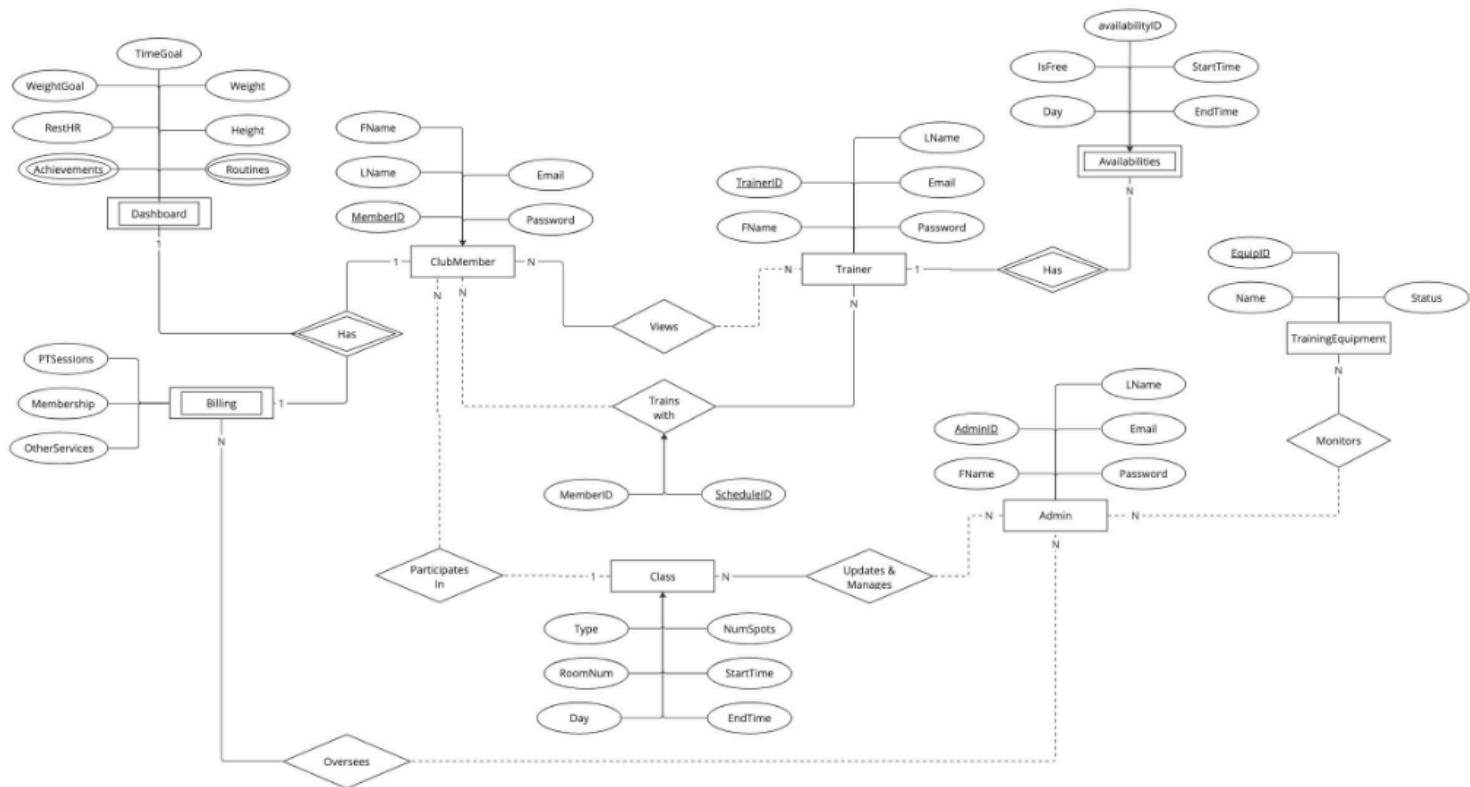 availabilityID
TimeGoal
IsFree
StartTime
WeightGoal
Weight
Day
EndTime
RestHR
Height
FName
LName
Achievements
Routines
LName
Email
TrainerID
Email
Availabilities
Dashboard
MemberID
Password
FName
Password
N
1
ClubMember
1
N
N
Trainer
1
Has
EquipID
N
N
N
Name
Status
Has
Views
TrainingEquipment
PTSessions
N
LName
Membership
Billing
1
Trains
with
AdminID
Email
Monitors
OtherServices
N
FName
Password
MemberID
ScheduleID
N
Admin
N
N
Participates
In
1
Class
N
Updates &
Manages
Type
NumSpots
RoomNum
StartTime
Day
EndTime
Oversees